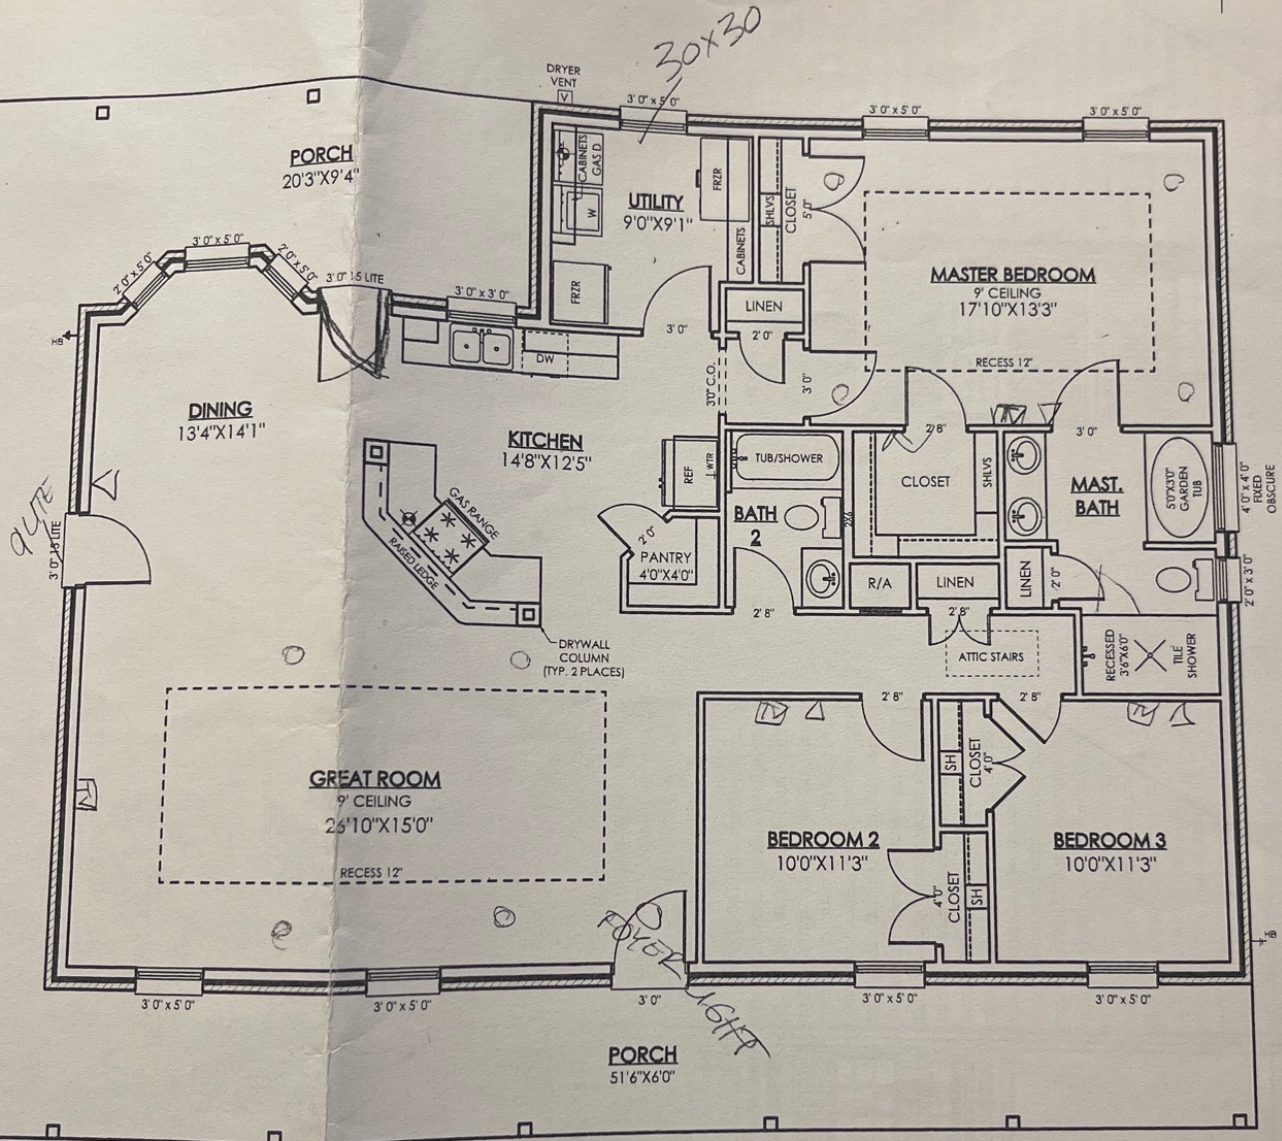 30x30
DRYER
VENT
V
3' 0" x 5' 0"
3' 0" x 5' 0"
3' 0" x 5' 0"
PORCH
20'3"X9'4"
CABINETS
GAS D
W
FRZR
UTILITY
9'0"X9'1"
FRZR
CABINETS
SHLVS
CLOSET
5' 0"
MASTER BEDROOM
9' CEILING
17'10"X13'3"
RECESS 12"
3' 0" x 5' 0"
2' 0" x 5' 0"
2' 0" x 5' 0"
3' 0" 15 LITE
3' 0" x 3' 0"
LINEN
2' 0"
3' 0"
3'0" C.O.
3' 0"
HB
DW
DINING
13'4"X14'1"
KITCHEN
14'8"X12'5"
REF
WTR
TUB/SHOWER
2' 8"
CLOSET
SHLVS
3' 0"
MAST.
BATH
5'0"X3'0"
GARDEN
TUB
4' 0" x 4' 0"
FIXED
OBSCURE
9 LITE
3' 0" 15 LITE
GAS RANGE
RAISED LEDGE
2' 0"
PANTRY
4'0"X4'0"
BATH
2
2X6
2' 8"
R/A
LINEN
2' 8"
LINEN
2' 0"
2' 0" x 3' 0"
DRYWALL
COLUMN
(TYP. 2 PLACES)
ATTIC STAIRS
RECESSED
3'6"X6'0"
TILE
SHOWER
2' 8"
2' 8"
GREAT ROOM
9' CEILING
26'10"X15'0"
RECESS 12"
SH
CLOSET
4' 0"
BEDROOM 2
10'0"X11'3"
4' 0"
CLOSET
SH
BEDROOM 3
10'0"X11'3"
HB
FOYER
LIGHT
3' 0" x 5' 0"
3' 0" x 5' 0"
3' 0"
3' 0" x 5' 0"
3' 0" x 5' 0"
PORCH
51'6"X6'0"